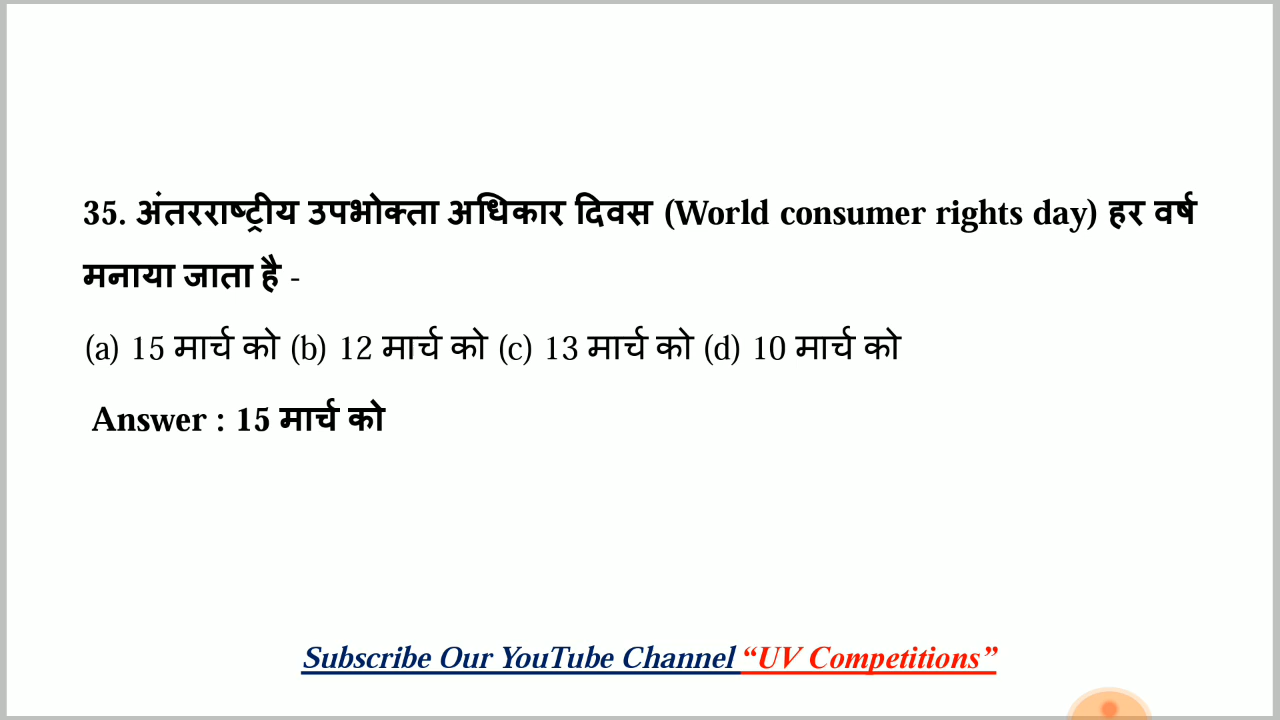 35. अंतरराष्ट्रीय उपभोक्ता अधिकार दिवस (World consumer rights day) हर वर्ष
मनाया जाता है -
(a) 15 मार्च को (b) 12 मार्च को (c) 13 मार्च को (d) 10 मार्च को
Answer : 15 मार्च को
Subscribe Our YouTube Channel “UV Competitions”